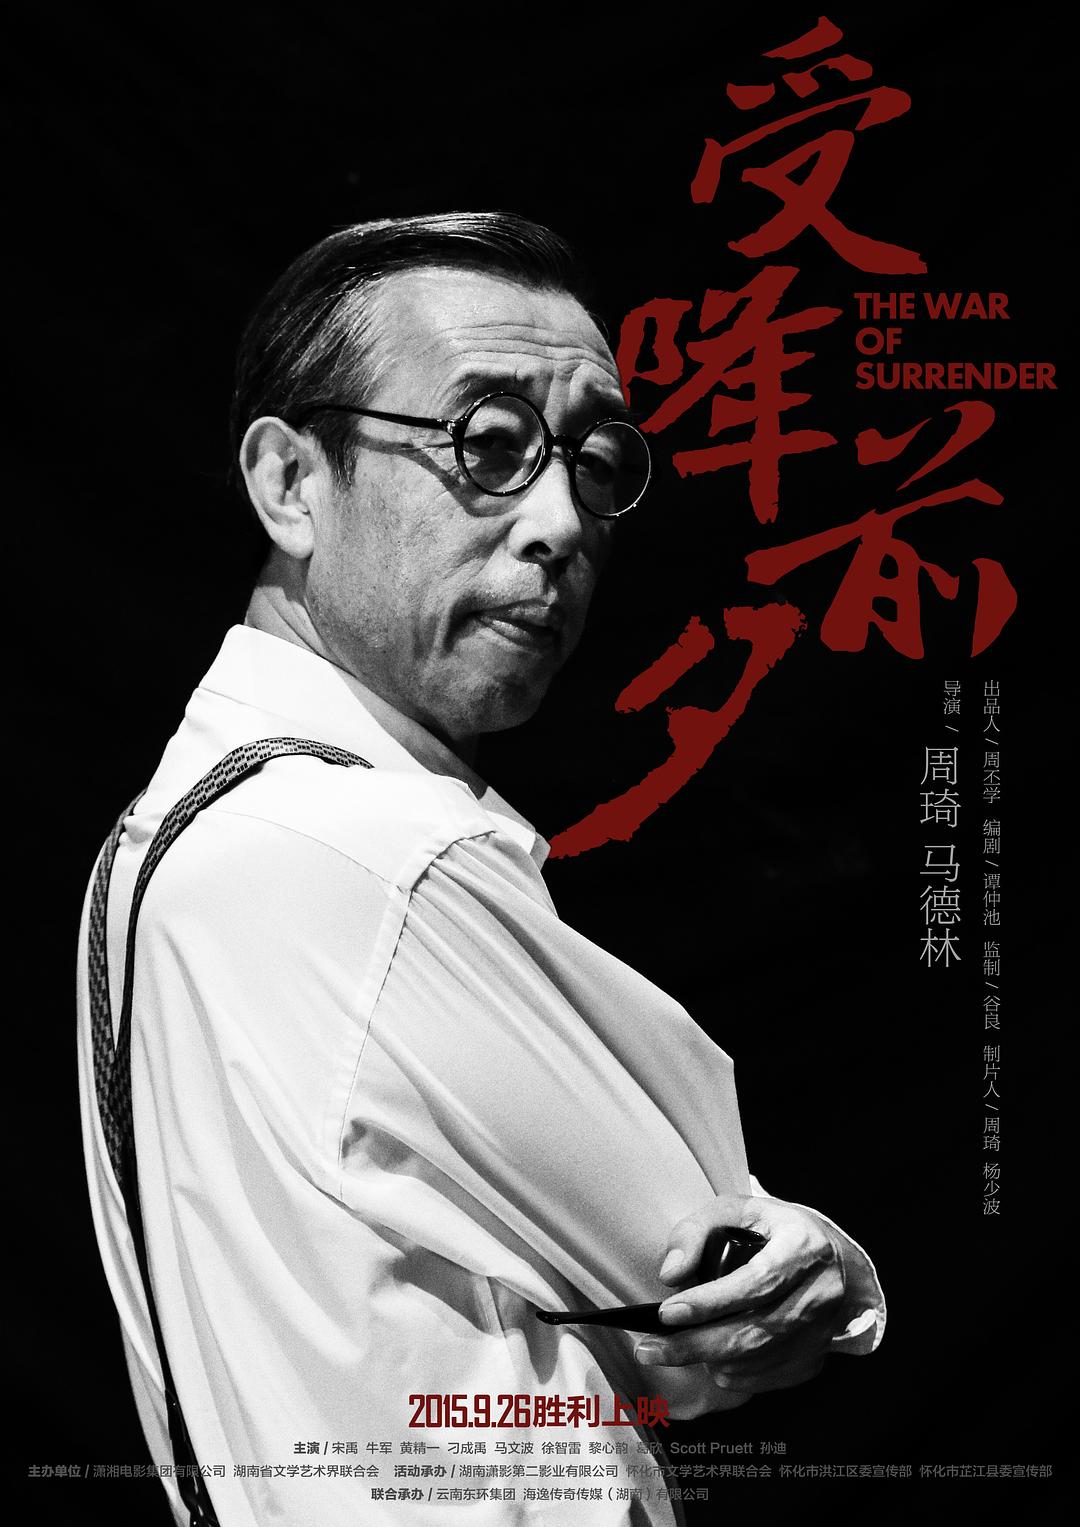 受降前夕
THE WAR
OF
SURRENDER
出品人/周丕学 编剧/谭仲池 监制/谷良 制片人/周琦 杨少波
导演/周琦 马德林
2015.9.26胜利上映
主演/宋禹 牛军 黄精一 刁成禹 马文波 徐智雷 黎心韵 葛欣 Scott Pruett 孙迪
主办单位/潇湘电影集团有限公司 湖南省文学艺术界联合会 活动承办/湖南潇影第二影业有限公司 怀化市文学艺术界联合会 怀化市洪江区委宣传部 怀化市芷江县委宣传部
联合承办/云南东环集团 海逸传奇传媒(湖南)有限公司